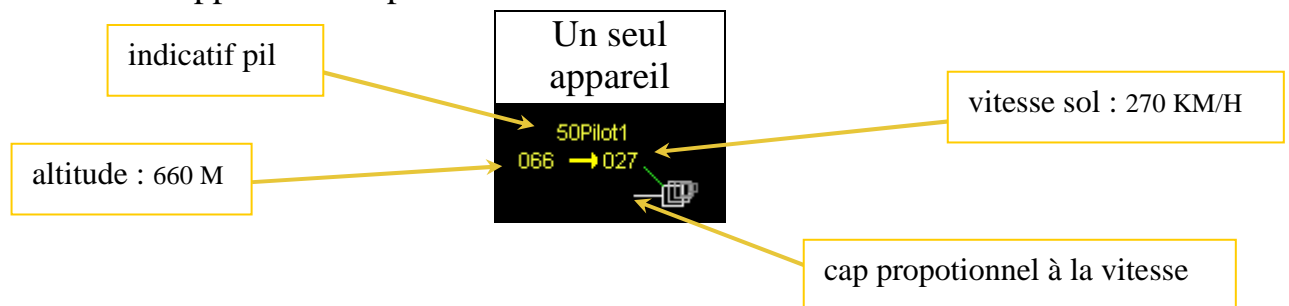 Un seul
appareil
indicatif pil
vitesse sol : 270 KM/H
50Pilot1
066 027
altitude : 660 M
cap propotionnel à la vitesse